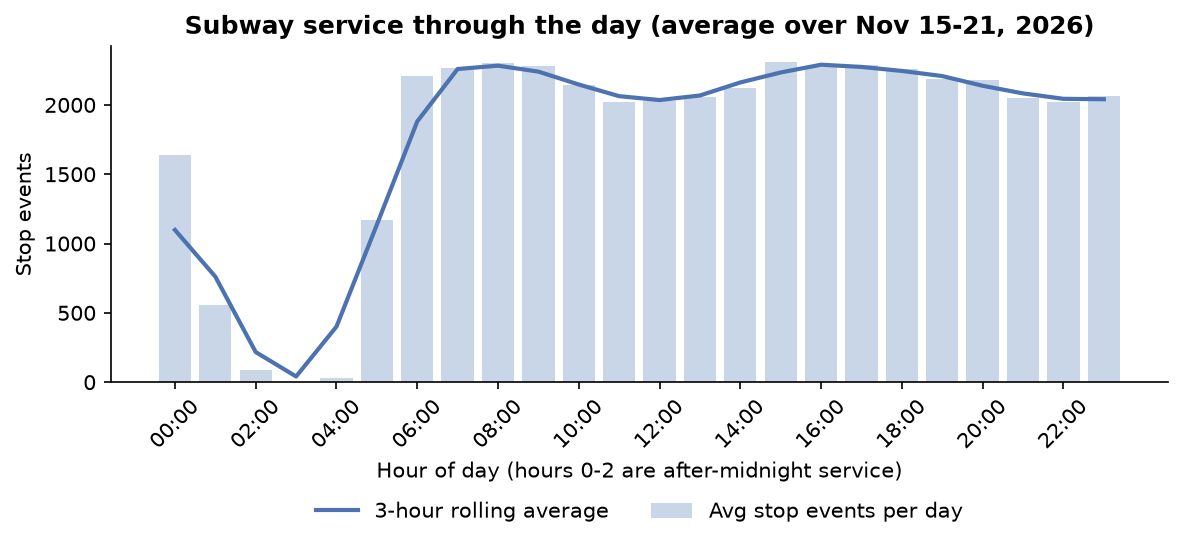 Subway service through the day (average over Nov 15-21, 2026)
Stop events
2000
1500
1000
500
0
00:00 02:00 04:00 06:00 08:00 10:00 12:00 14:00 16:00 18:00 20:00 22:00
Hour of day (hours 0-2 are after-midnight service)
3-hour rolling average Avg stop events per day